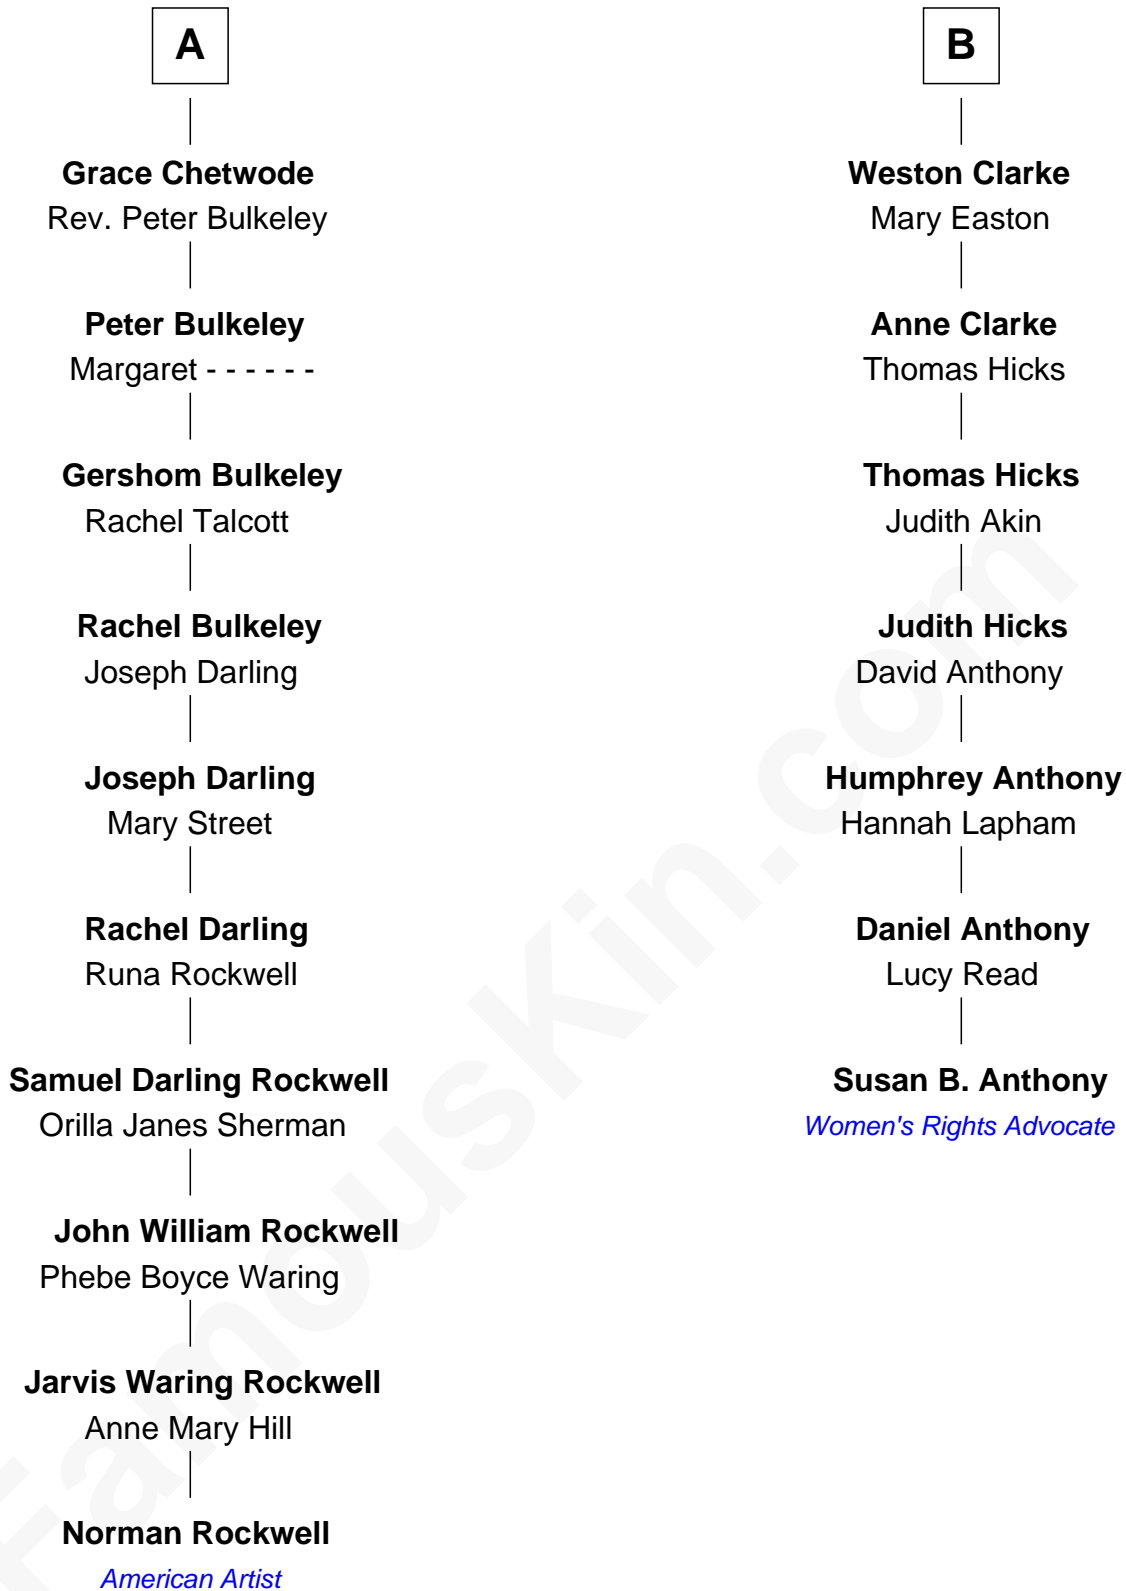 A
Grace Chetwode
Rev. Peter Bulkeley
Peter Bulkeley
Margaret - - - - - -
Gershom Bulkeley
Rachel Talcott
Rachel Bulkeley
Joseph Darling
Joseph Darling
Mary Street
Rachel Darling
Runa Rockwell
Samuel Darling Rockwell
Orilla Janes Sherman
John William Rockwell
Phebe Boyce Waring
Jarvis Waring Rockwell
Anne Mary Hill
Norman Rockwell
American Artist
B
Weston Clarke
Mary Easton
Anne Clarke
Thomas Hicks
Thomas Hicks
Judith Akin
Judith Hicks
David Anthony
Humphrey Anthony
Hannah Lapham
Daniel Anthony
Lucy Read
Susan B. Anthony
Women's Rights Advocate
FamousKin.com